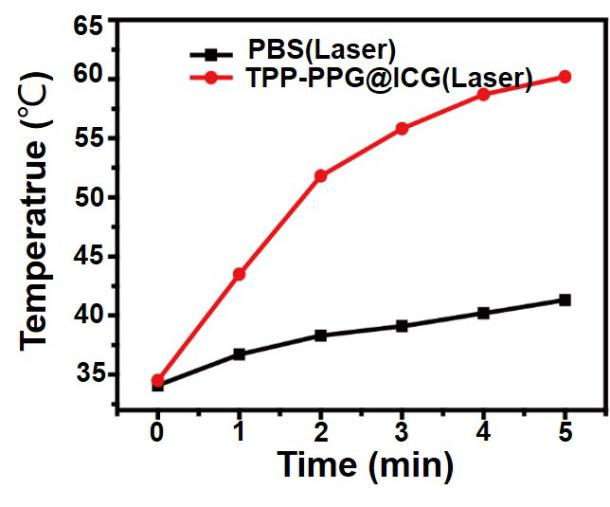 65
60
55
50
45
40
35
Temperatrue (℃)
PBS(Laser)
TPP-PPG@ICG(Laser)
0 1 2 3 4 5
Time (min)